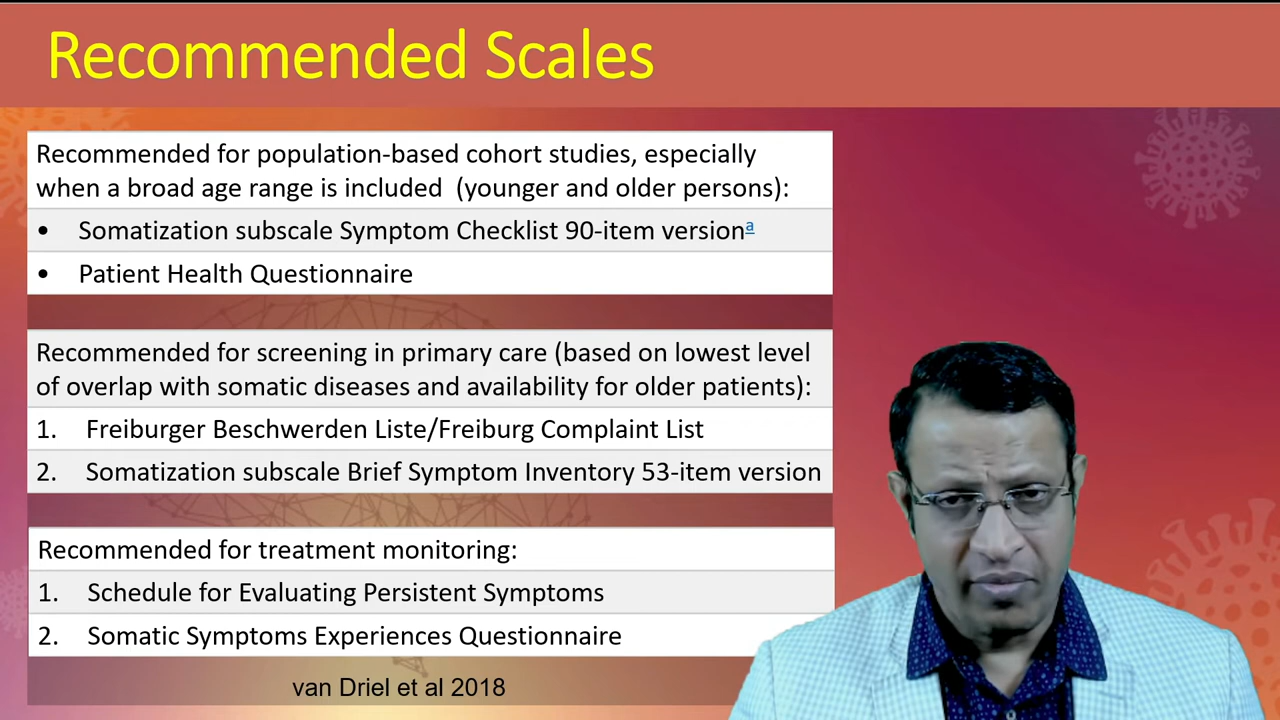 Recommended Scales
Recommended for population-based cohort studies, especially
when a broad age range is included  (younger and older persons):
• Somatization subscale Symptom Checklist 90-item versionᵃ
• Patient Health Questionnaire
Recommended for screening in primary care (based on lowest level
of overlap with somatic diseases and availability for older patients):
1. Freiburger Beschwerden Liste/Freiburg Complaint List
2. Somatization subscale Brief Symptom Inventory 53-item version
Recommended for treatment monitoring:
1. Schedule for Evaluating Persistent Symptoms
2. Somatic Symptoms Experiences Questionnaire
van Driel et al 2018